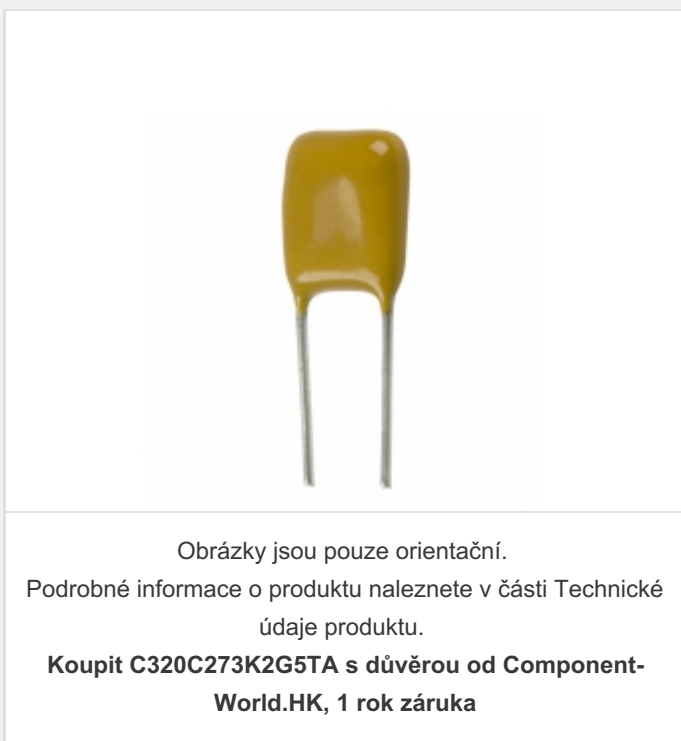 Obrázky jsou pouze orientační.
Podrobné informace o produktu naleznete v části Technické
údaje produktu.
Koupit C320C273K2G5TA s důvěrou od Component-
World.HK, 1 rok záruka